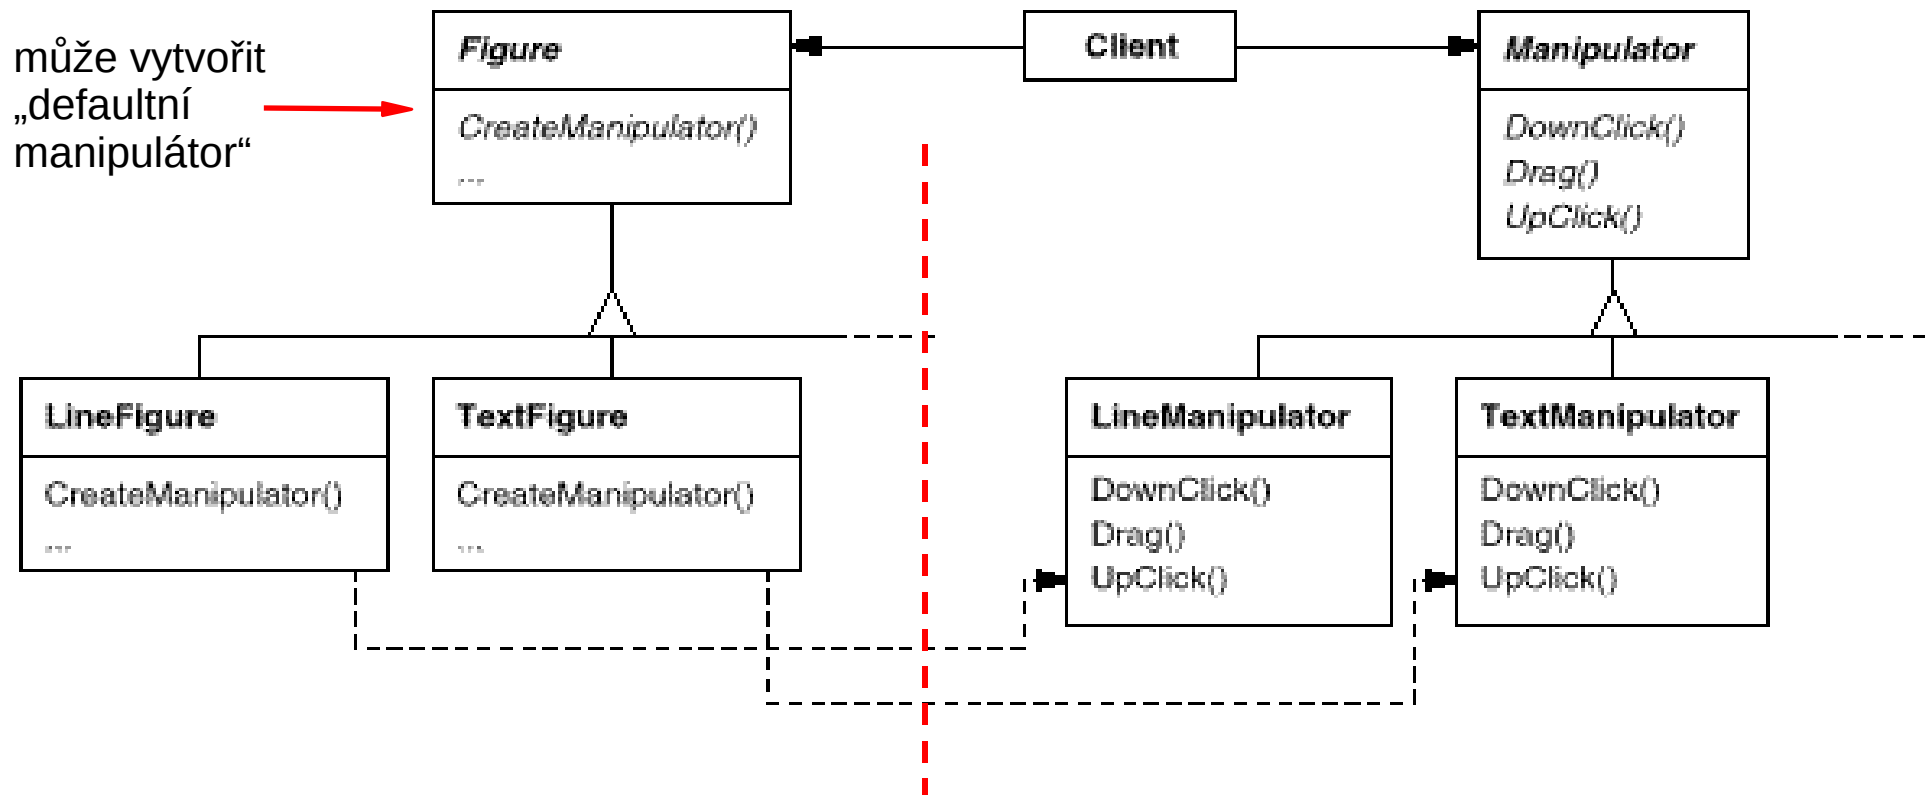 může vytvořit
„defaultní
manipulátor“
Figure
CreateManipulator()
...
Client
Manipulator
DownClick()
Drag()
UpClick()
LineFigure
CreateManipulator()
...
TextFigure
CreateManipulator()
...
LineManipulator
DownClick()
Drag()
UpClick()
TextManipulator
DownClick()
Drag()
UpClick()